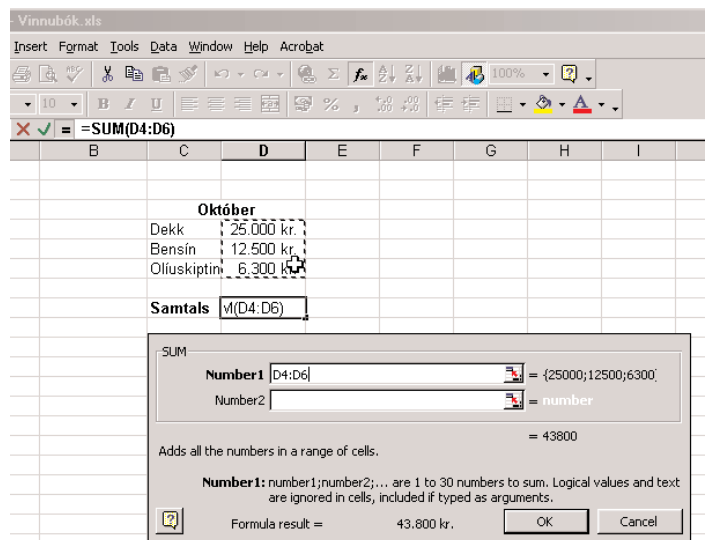 - Vinnubók.xls
Insert Format Tools Data Window Help Acrobat
100%
10 B I U %
= =SUM(D4:D6)
B C D E F G H I
Október
Dekk 25.000 kr.
Bensín 12.500 kr.
Olíuskiptin 6.300 k
Samtals M(D4:D6)
SUM
Number1 D4:D6 = {25000;12500;6300
Number2 = number
= 43800
Adds all the numbers in a range of cells.
Number1: number1;number2;... are 1 to 30 numbers to sum. Logical values and text
are ignored in cells, included if typed as arguments.
Formula result = 43.800 kr. OK Cancel